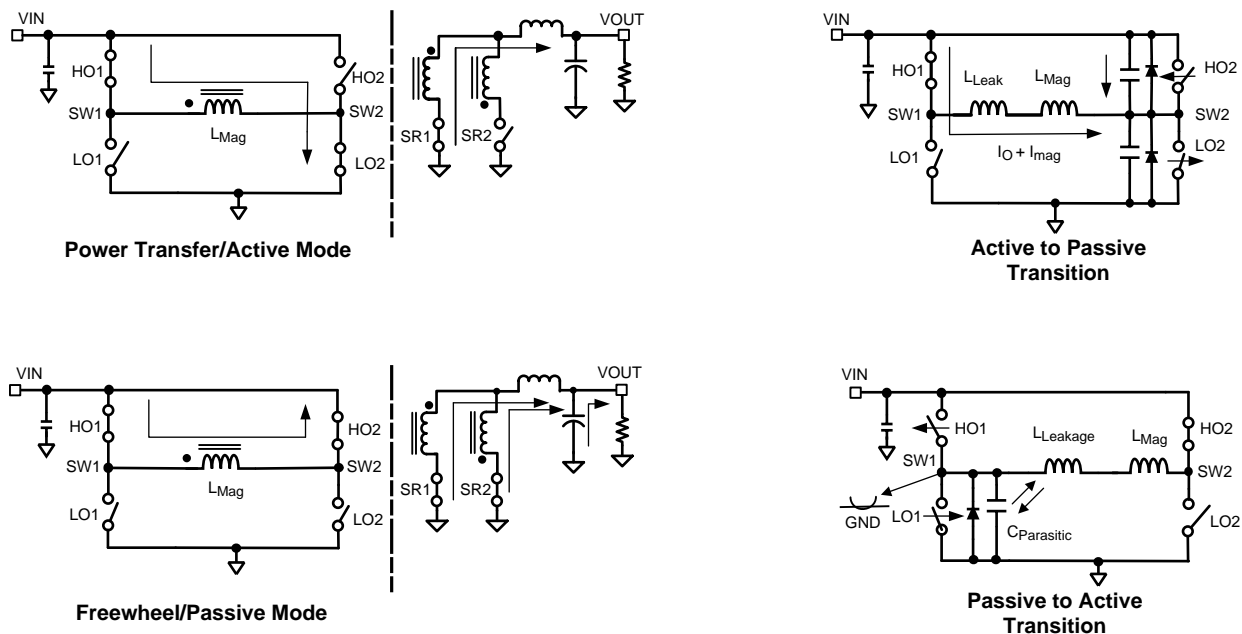 VIN
HO1
HO2
SW1
SW2
LMag
LO1
LO2
VOUT
SR1
SR2
Power Transfer/Active Mode
VIN
HO1
HO2
LLeak
LMag
SW1
SW2
LO1
LO2
IO + Imag
Active to Passive
Transition
VIN
HO1
HO2
SW1
SW2
LMag
LO1
LO2
VOUT
SR1
SR2
Freewheel/Passive Mode
VIN
HO1
HO2
LLeakage
LMag
SW1
SW2
GND
LO1
LO2
CParasitic
Passive to Active
Transition